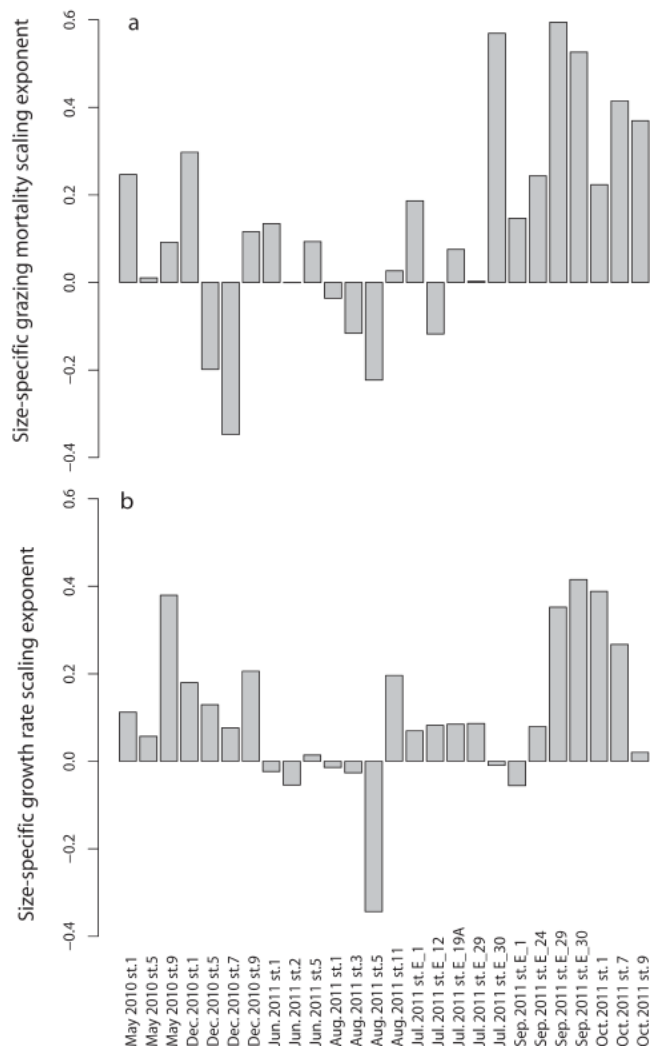 a
Size-specific grazing mortality scaling exponent
0.6
0.4
0.2
0.0
−0.2
−0.4
b
Size-specific growth rate scaling exponent
0.6
0.4
0.2
0.0
−0.2
−0.4
May 2010 st.1
May 2010 st.5
May 2010 st.9
Dec. 2010 st.1
Dec. 2010 st.5
Dec. 2010 st.7
Dec. 2010 st.9
Jun. 2011 st.1
Jun. 2011 st.2
Jun. 2011 st.5
Aug. 2011 st.1
Aug. 2011 st.3
Aug. 2011 st.5
Aug. 2011 st.11
Jul. 2011 st.E_1
Jul. 2011 st.E_12
Jul. 2011 st.E_19A
Jul. 2011 st.E_29
Jul. 2011 st.E_30
Sep. 2011 st.E_1
Sep. 2011 st.E_24
Sep. 2011 st.E_29
Sep. 2011 st.E_30
Oct. 2011 st.1
Oct. 2011 st.7
Oct. 2011 st.9